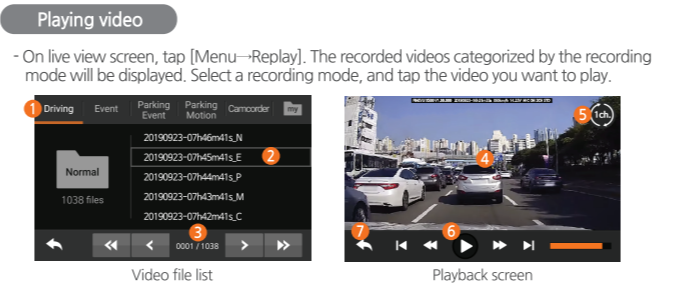 Playing video
- On live view screen, tap [Menu→Replay]. The recorded videos categorized by the recording
mode will be displayed. Select a recording mode, and tap the video you want to play.
1 Driving Event Parking Event Parking Motion Camcorder my
20190923-07h46m41s_N
20190923-07h45m41s_E 2
Normal
20190923-07h44m41s_P
1038 files
20190923-07h43m41s_M
20190923-07h42m41s_C
3
0001 / 1038
5 1ch.
4
7 6
Video file list
Playback screen